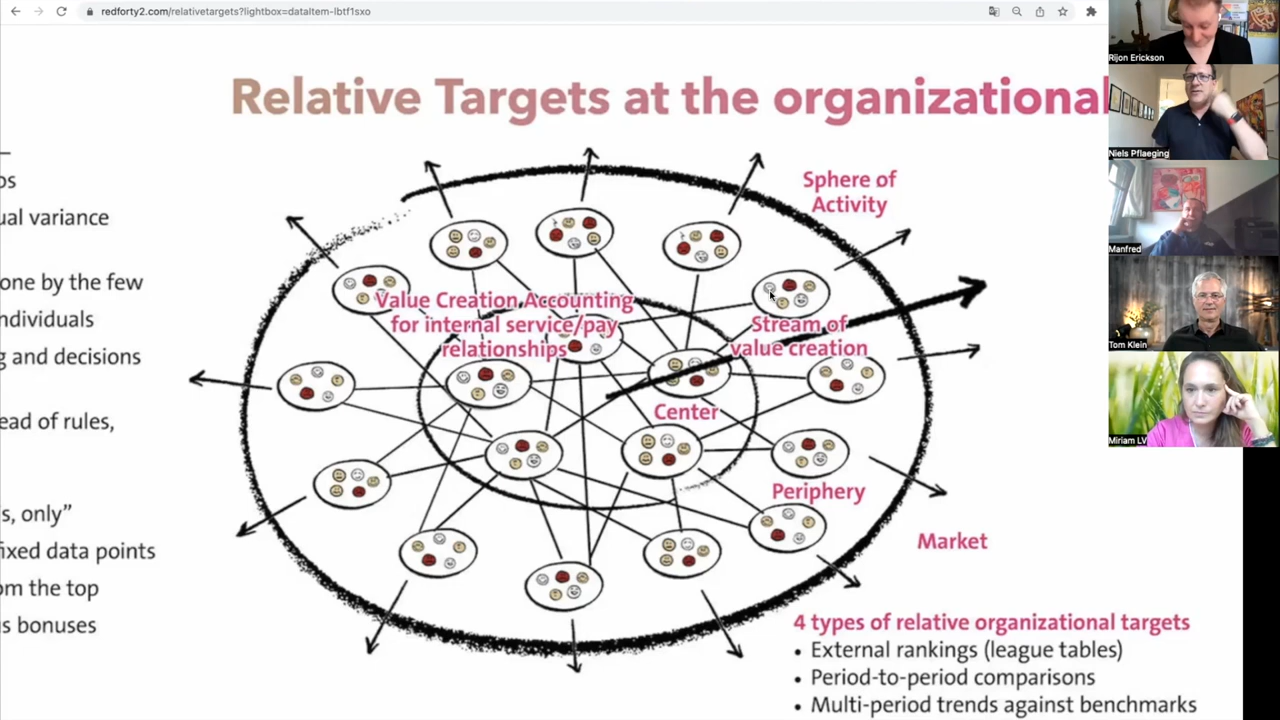 redforty2.com/relativetargets?lightbox=dataItem-lbtf1sxo
Relative Targets at the organizational
os
ual variance
one by the few
ndividuals
g and decisions
ead of rules,
s, only”
fixed data points
om the top
s bonuses
Sphere of
Activity
Value Creation Accounting
for internal service/pay
relationships
Stream of
value creation
Center
Periphery
Market
4 types of relative organizational targets
• External rankings (league tables)
• Period-to-period comparisons
• Multi-period trends against benchmarks
Rijon Erickson
Niels Pflaeging
Manfred
Tom Klein
Miriam LV